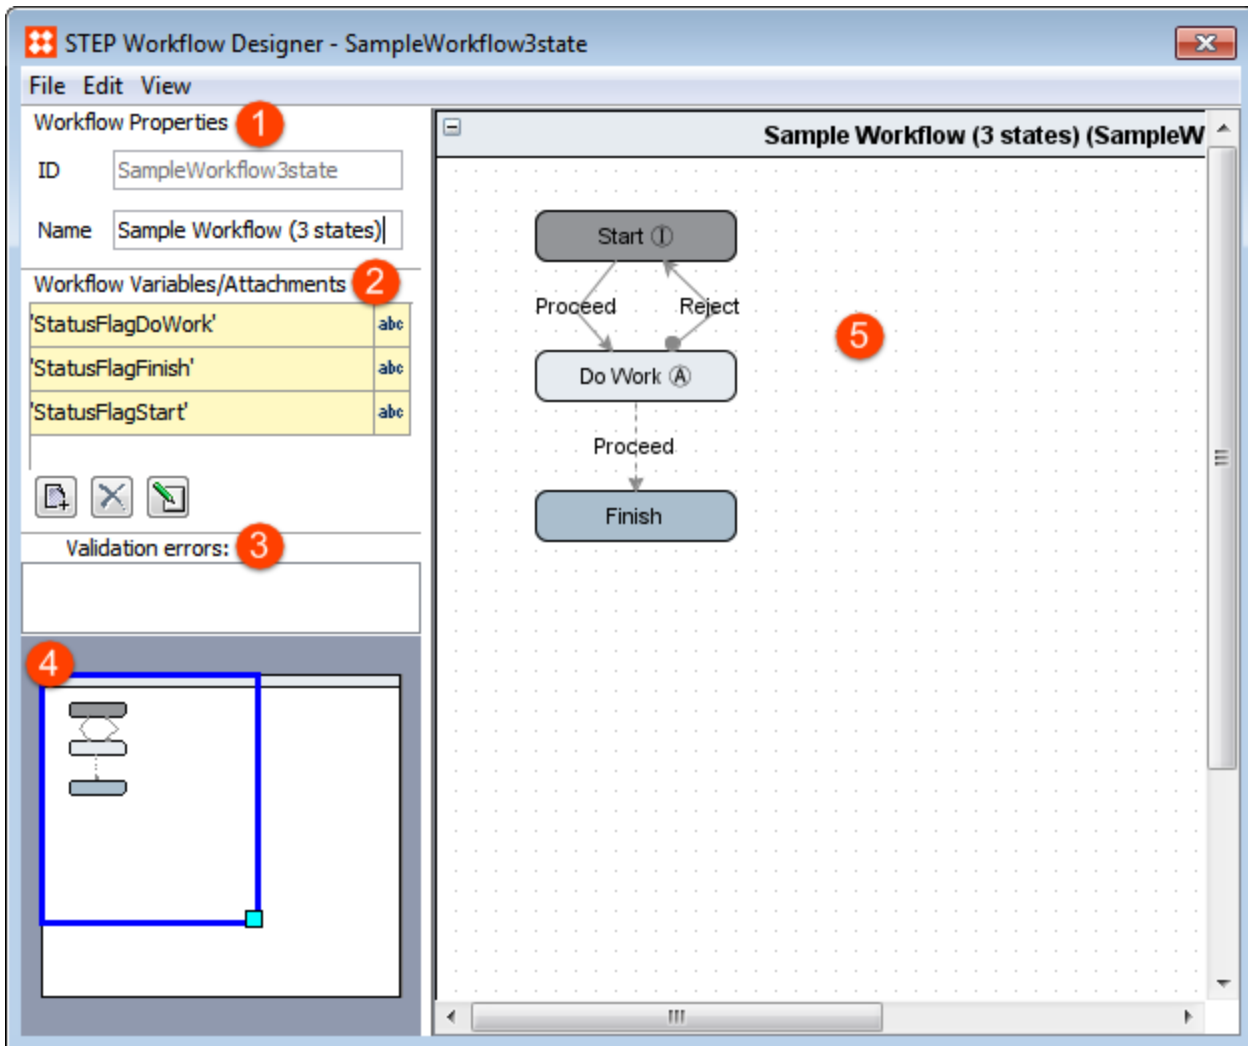 STEP Workflow Designer - SampleWorkflow3state
File Edit View
Workflow Properties 1
ID SampleWorkflow3state
Name Sample Workflow (3 states)
Workflow Variables/Attachments 2
'StatusFlagDoWork' abc
'StatusFlagFinish' abc
'StatusFlagStart' abc
Validation errors: 3
4
Sample Workflow (3 states) (SampleW
Start Ⓘ
Proceed Reject
5
Do Work Ⓐ
Proceed
Finish